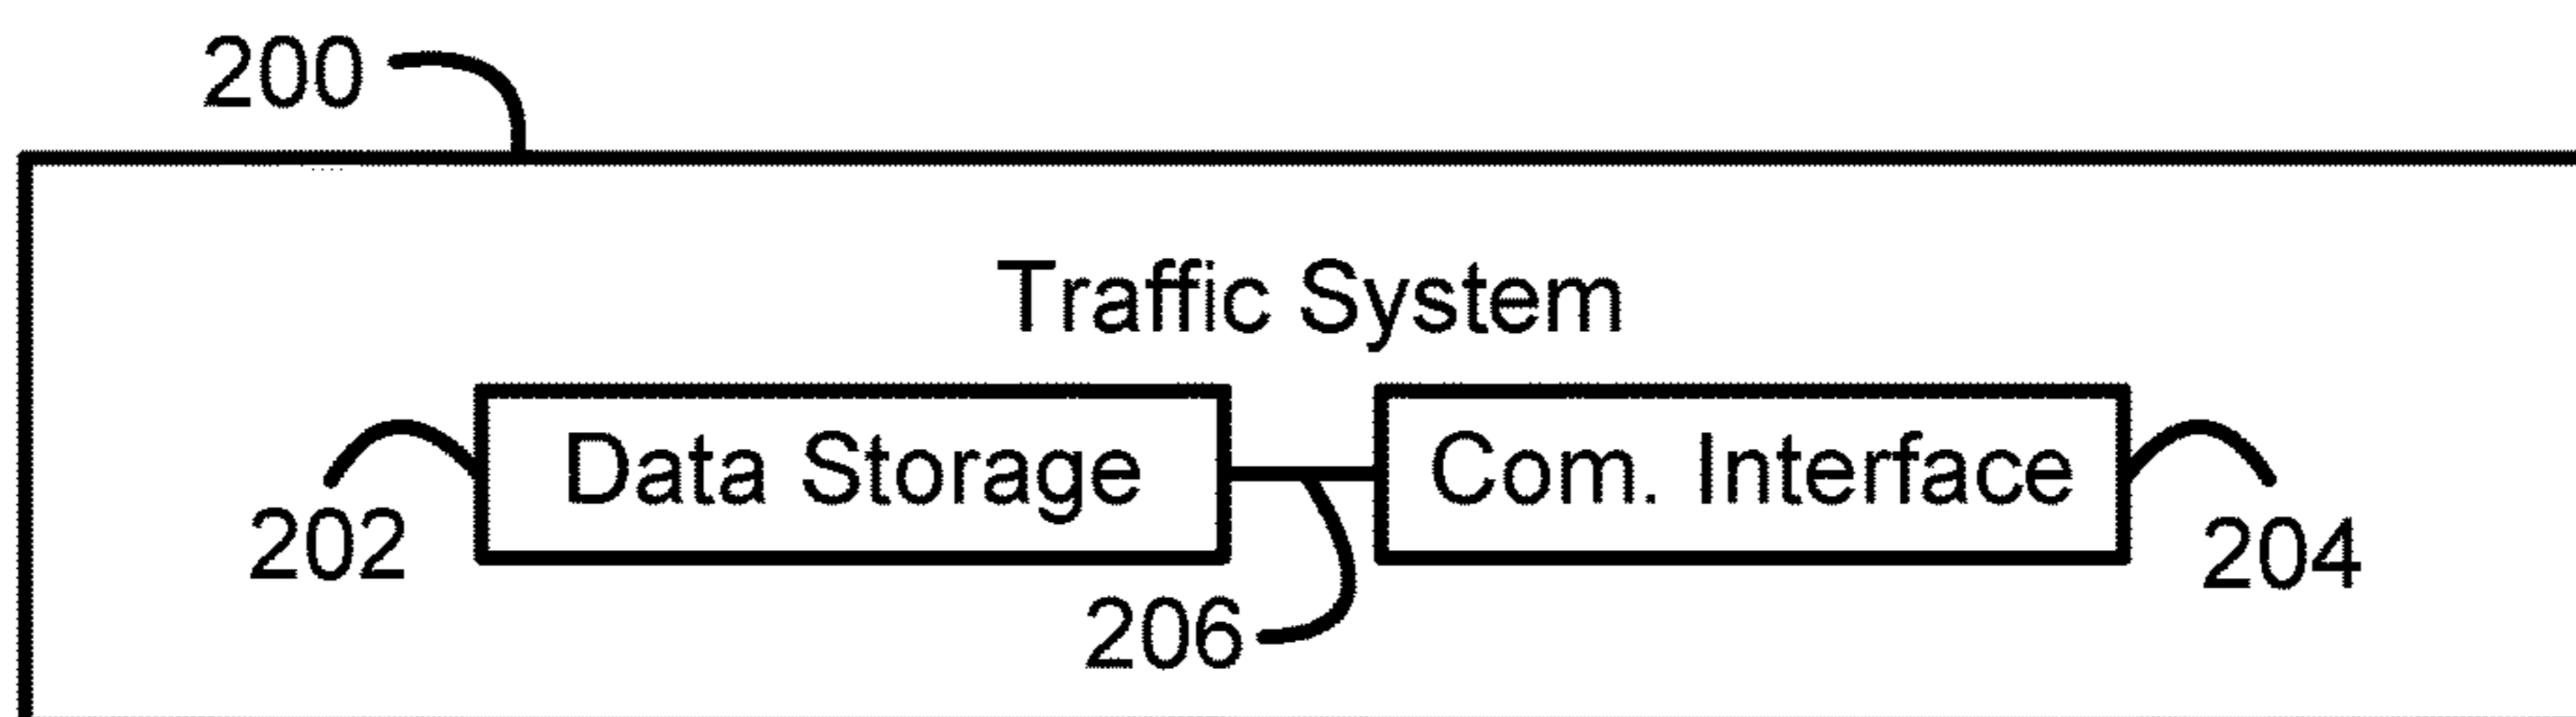 200
Traffic System
Data Storage
Com. Interface
202
204
206